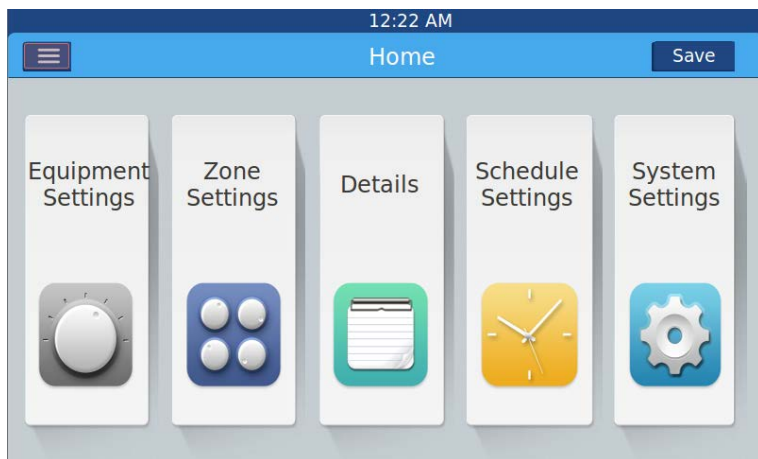 12:22 AM
Home
Save
Equipment
Settings
Zone
Settings
Details
Schedule
Settings
System
Settings